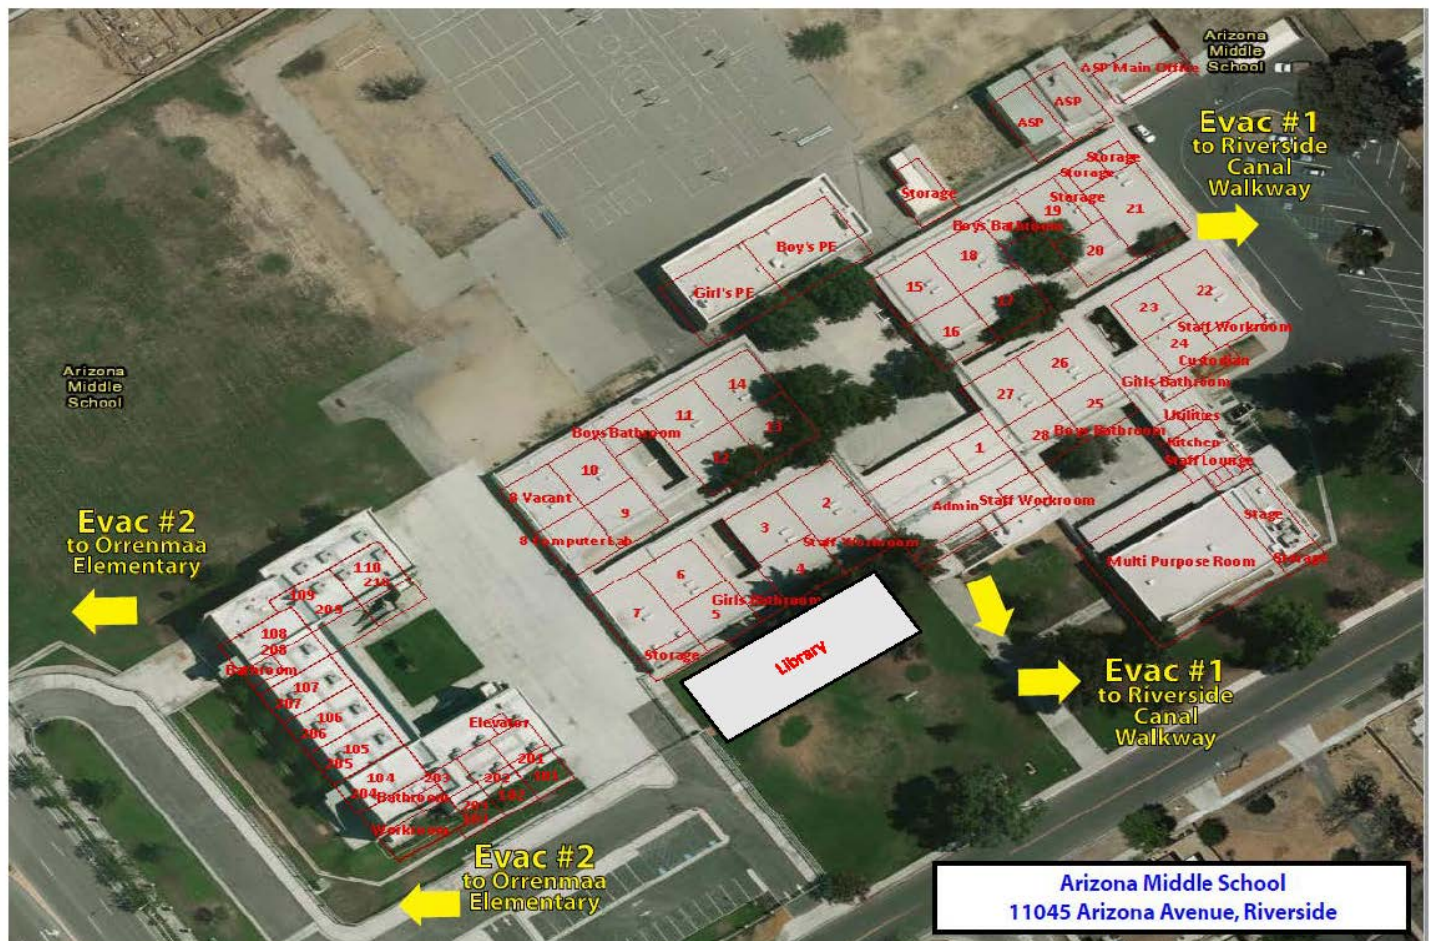 Arizona
Middle
School
ASP Main Office
ASP
ASP
Evac #1
to Riverside
Canal
Walkway
Storage
Storage
Storage
Storage
19
21
Boys Bathroom
20
18
Boy's PE
15
Girl's PE
17
16
22
23
Staff Workroom
24
Custodian
26
Girls Bathroom
27
25
Utilities
28
Boys Bathroom
Kitchen
1
Staff Lounge
Admin
Staff Workroom
Stage
Storage
Multi Purpose Room
Arizona
Middle
School
14
11
13
Boys Bathroom
12
10
8 Vacant
9
8 Computer Lab
2
3
Staff Workroom
4
6
Girls Bathroom
7
5
Storage
Library
Evac #2
to Orrenmaa
Elementary
110
210
109
209
108
208
Bathroom
107
207
106
206
105
205
104
204
203
Bathroom
Workroom
Elevator
201
101
202
102
103
Evac #1
to Riverside
Canal
Walkway
Evac #2
to Orrenmaa
Elementary
Arizona Middle School
11045 Arizona Avenue, Riverside